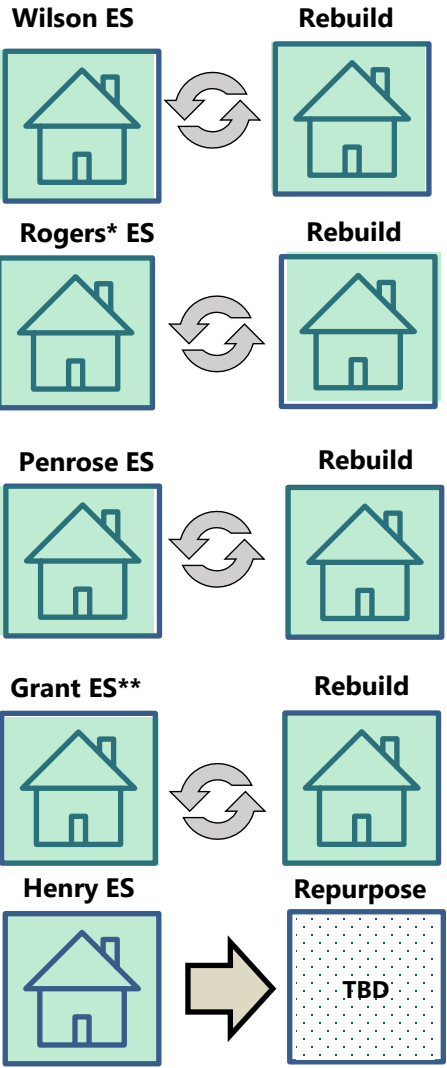 Wilson ES Rebuild
Rogers* ES Rebuild
Penrose ES Rebuild
Grant ES** Rebuild
Henry ES Repurpose
TBD